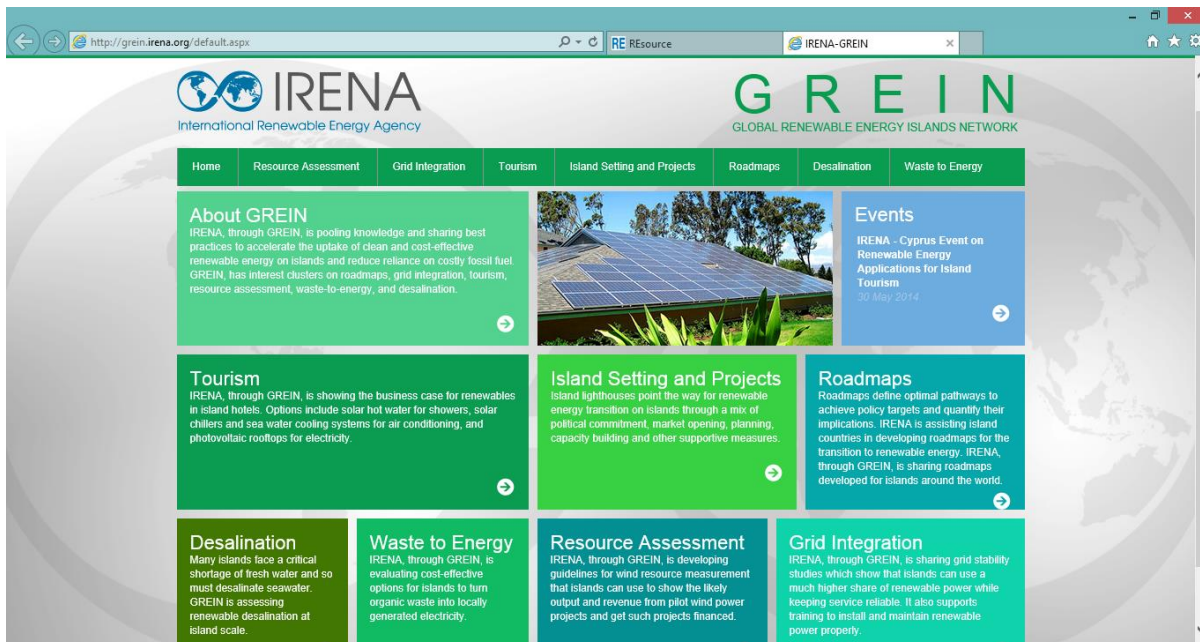 http://grein.irena.org/default.aspx
RE REsource
IRENA-GREIN
IRENA
International Renewable Energy Agency
GREIN
GLOBAL RENEWABLE ENERGY ISLANDS NETWORK
Home Resource Assessment Grid Integration Tourism Island Setting and Projects Roadmaps Desalination Waste to Energy
About GREIN
IRENA, through GREIN, is pooling knowledge and sharing best
practices to accelerate the uptake of clean and cost-effective
renewable energy on islands and reduce reliance on costly fossil fuel.
GREIN, has interest clusters on roadmaps, grid integration, tourism,
resource assessment, waste-to-energy, and desalination.
Events
IRENA - Cyprus Event on
Renewable Energy
Applications for Island
Tourism
30 May 2014
Tourism
IRENA, through GREIN, is showing the business case for renewables
in island hotels. Options include solar hot water for showers, solar
chillers and sea water cooling systems for air conditioning, and
photovoltaic rooftops for electricity.
Island Setting and Projects
Island lighthouses point the way for renewable
energy transition on islands through a mix of
political commitment, market opening, planning,
capacity building and other supportive measures.
Roadmaps
Roadmaps define optimal pathways to
achieve policy targets and quantify their
implications. IRENA is assisting island
countries in developing roadmaps for the
transition to renewable energy. IRENA,
through GREIN, is sharing roadmaps
developed for islands around the world.
Desalination
Many islands face a critical
shortage of fresh water and so
must desalinate seawater.
GREIN is assessing
renewable desalination at
island scale.
Waste to Energy
IRENA, through GREIN, is
evaluating cost-effective
options for islands to turn
organic waste into locally
generated electricity.
Resource Assessment
IRENA, through GREIN, is developing
guidelines for wind resource measurement
that islands can use to show the likely
output and revenue from pilot wind power
projects and get such projects financed.
Grid Integration
IRENA, through GREIN, is sharing grid stability
studies which show that islands can use a
much higher share of renewable power while
keeping service reliable. It also supports
training to install and maintain renewable
power properly.